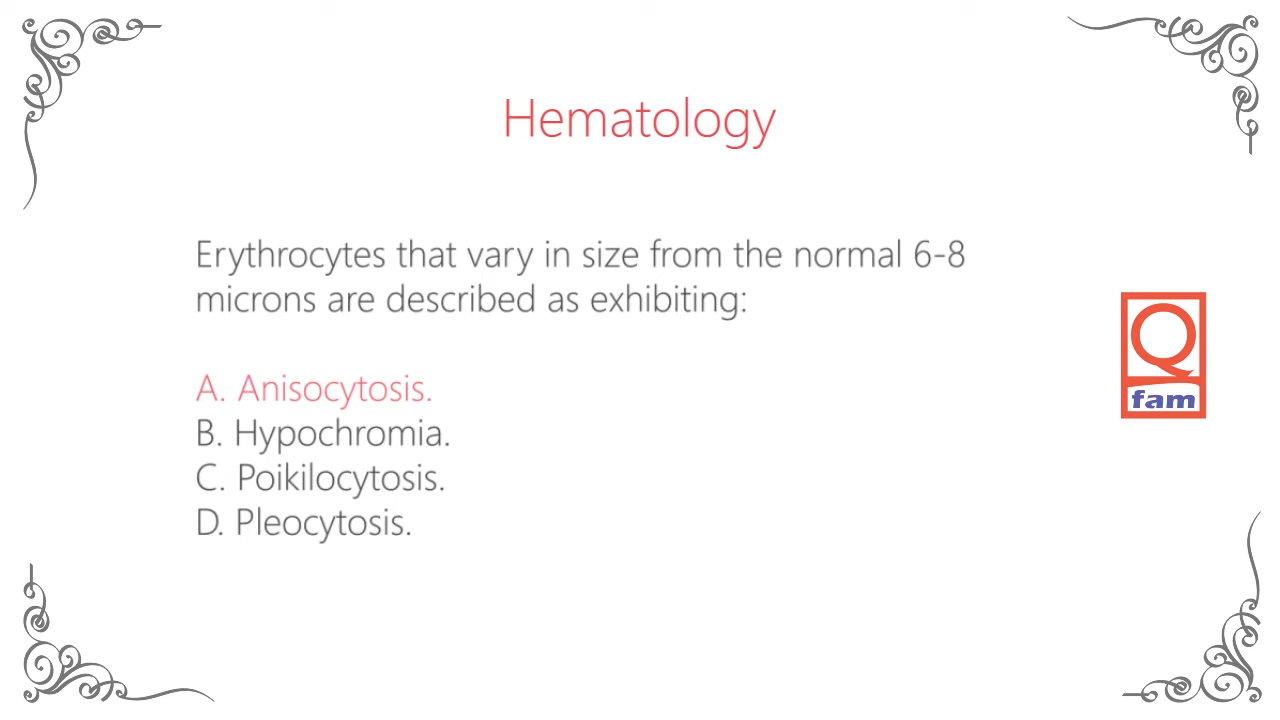 Hematology
Erythrocytes that vary in size from the normal 6-8
microns are described as exhibiting:
A. Anisocytosis.
B. Hypochromia.
C. Poikilocytosis.
D. Pleocytosis.
Q
fam